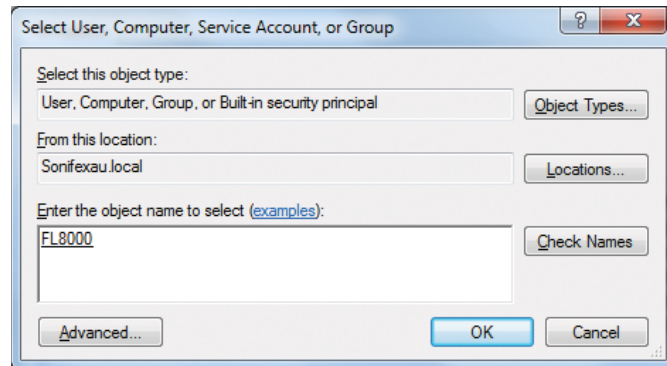 Select User, Computer, Service Account, or Group
Select this object type:
User, Computer, Group, or Built-in security principal
Object Types...
From this location:
Sonifexau.local
Locations...
Enter the object name to select (examples):
FL8000
Check Names
Advanced...
OK
Cancel